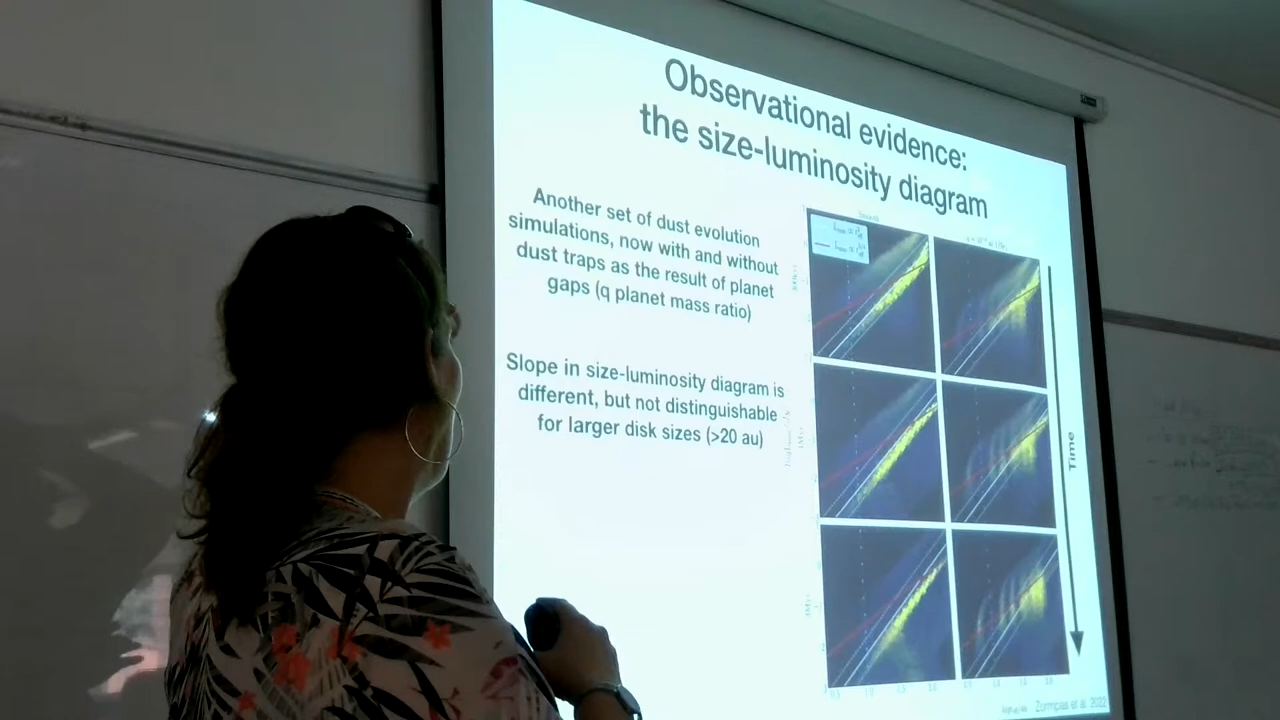 Observational evidence:
the size-luminosity diagram
Another set of dust evolution
simulations, now with and without
dust traps as the result of planet
gaps (q planet mass ratio)
Slope in size-luminosity diagram is
different, but not distinguishable
for larger disk sizes (>20 au)
Time
Zormpas et al. 2022